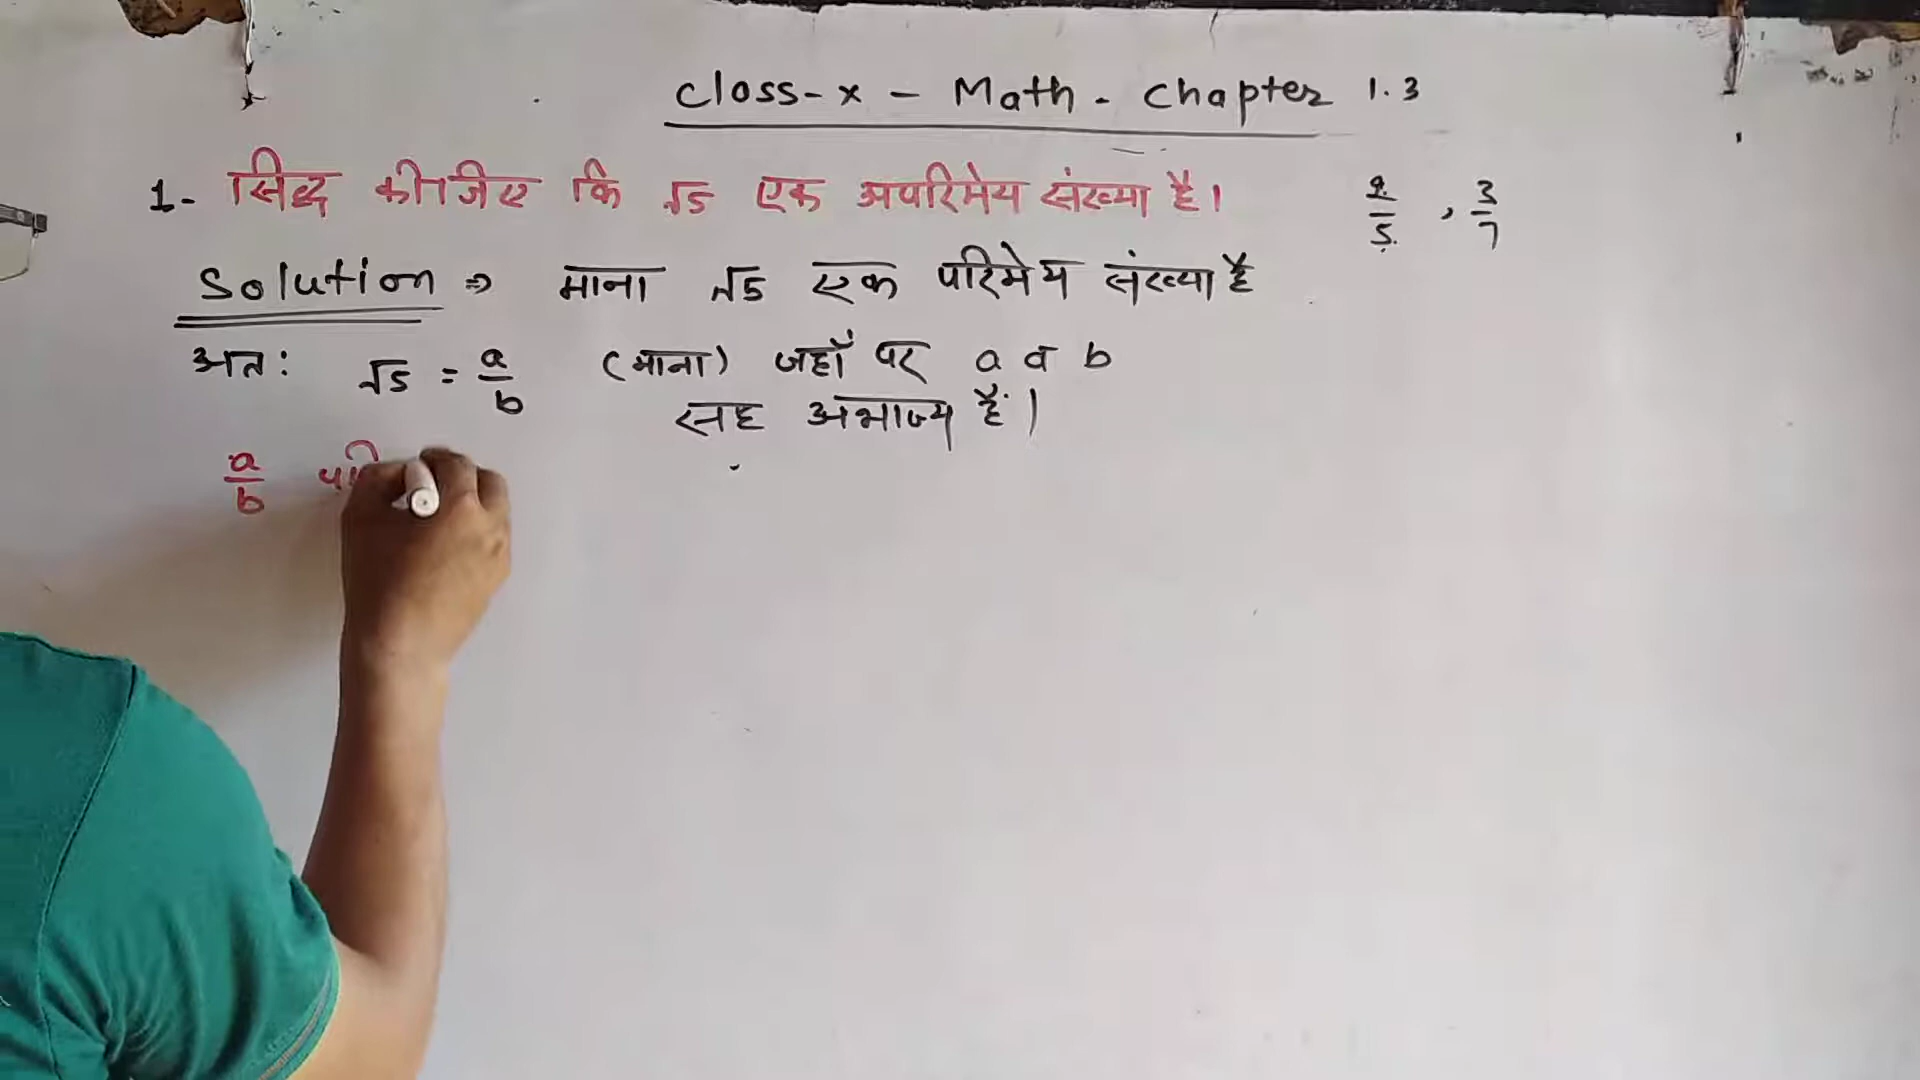 Class-x - Math - Chapter 1.3
1- सिद्ध कीजिए कि √5 एक अपरिमेय संख्या है।
2/5 , 3/7
Solution ⇒ माना √5 एक परिमेय संख्या है
अत: √5 = a/b (माना) जहाँ पर a व b
सह अभाज्य हैं।
a/b